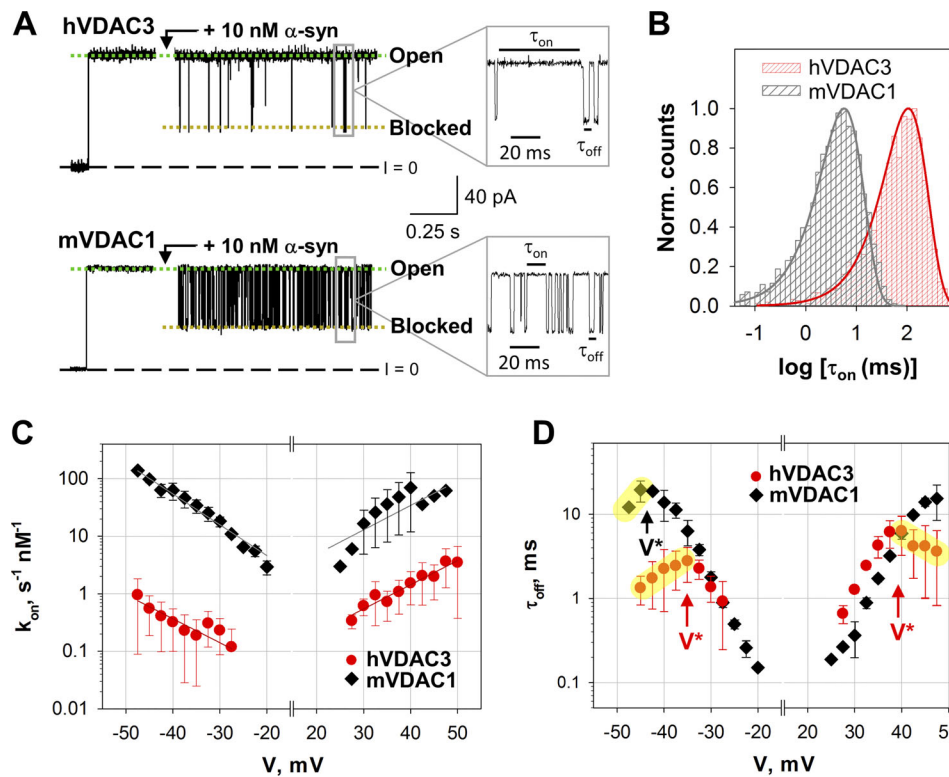 A
hVDAC3
+ 10 nM α-syn
Open
Blocked
I = 0
τon
20 ms
τoff
40 pA
0.25 s
mVDAC1
+ 10 nM α-syn
Open
Blocked
I = 0
τon
20 ms
τoff
B
hVDAC3
mVDAC1
Norm. counts
1.0
0.8
0.6
0.4
0.2
0.0
-1 0 1 2
log [τon (ms)]
C
kon, s-1 nM-1
100
10
1
0.1
0.01
hVDAC3
mVDAC1
-50 -40 -30 -20 30 40 50
V, mV
D
τoff, ms
10
1
0.1
hVDAC3
mVDAC1
V*
V*
V*
-50 -40 -30 -20 30 40 5
V, mV